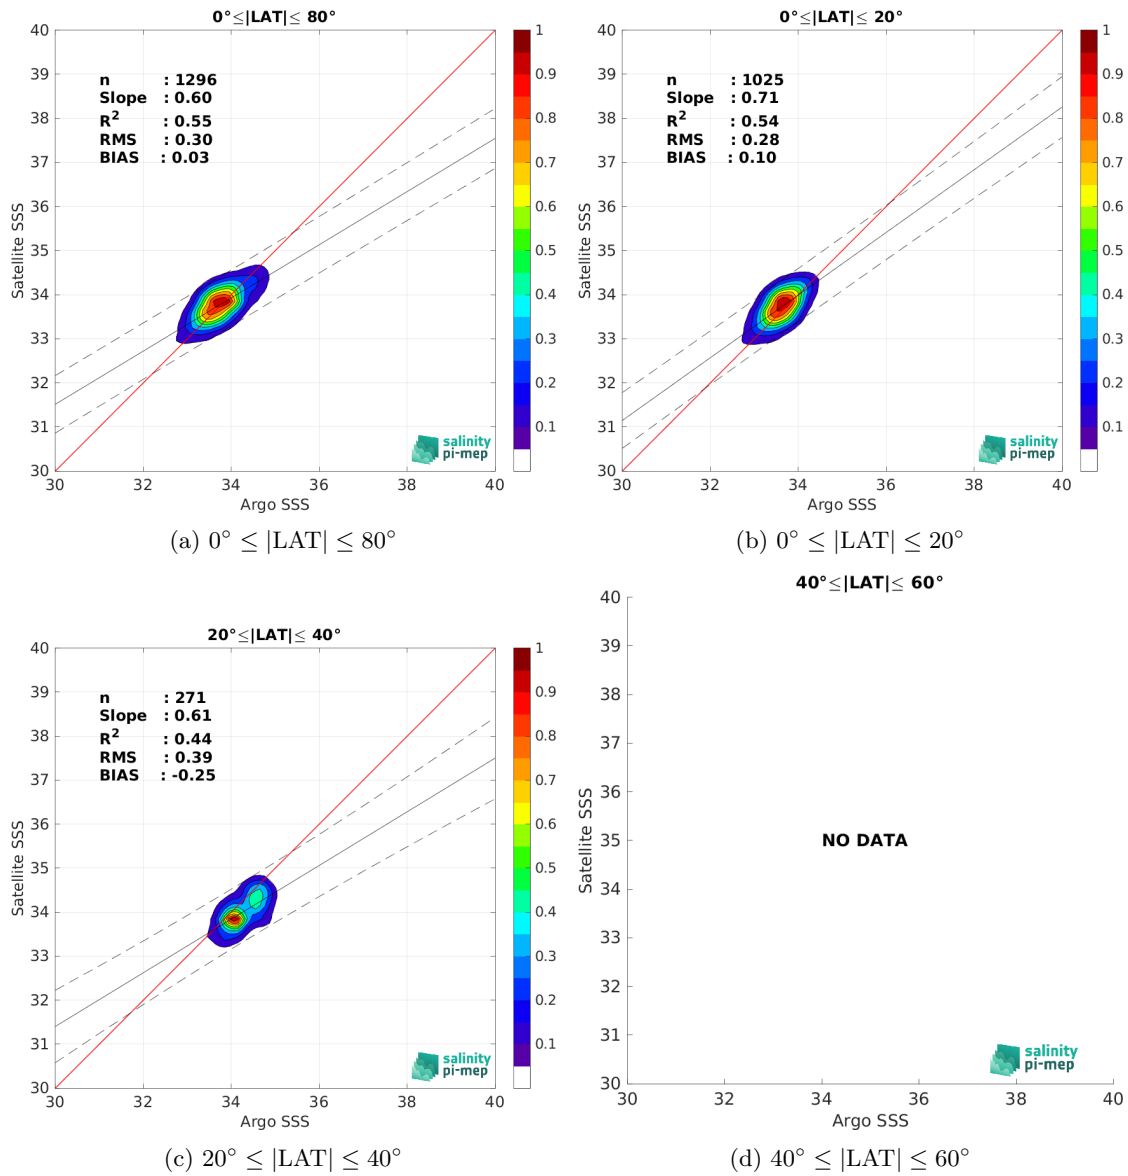 0°≤|LAT|≤ 80°
40
39
38
37
36
35
34
33
32
31
30
n : 1296
Slope : 0.60
R² : 0.55
RMS : 0.30
BIAS : 0.03
Satellite SSS
salinity
pi-mep
30 32 34 36 38 40
Argo SSS
1
0.9
0.8
0.7
0.6
0.5
0.4
0.3
0.2
0.1
(a) 0° ≤ |LAT| ≤ 80°
0°≤|LAT|≤ 20°
40
39
38
37
36
35
34
33
32
31
30
n : 1025
Slope : 0.71
R² : 0.54
RMS : 0.28
BIAS : 0.10
Satellite SSS
salinity
pi-mep
30 32 34 36 38 40
Argo SSS
1
0.9
0.8
0.7
0.6
0.5
0.4
0.3
0.2
0.1
(b) 0° ≤ |LAT| ≤ 20°
20°≤|LAT|≤ 40°
40
39
38
37
36
35
34
33
32
31
30
n : 271
Slope : 0.61
R² : 0.44
RMS : 0.39
BIAS : -0.25
Satellite SSS
salinity
pi-mep
30 32 34 36 38 40
Argo SSS
1
0.9
0.8
0.7
0.6
0.5
0.4
0.3
0.2
0.1
(c) 20° ≤ |LAT| ≤ 40°
40°≤|LAT|≤ 60°
40
39
38
37
36
35
34
33
32
31
30
NO DATA
Satellite SSS
salinity
pi-mep
30 32 34 36 38 40
Argo SSS
(d) 40° ≤ |LAT| ≤ 60°